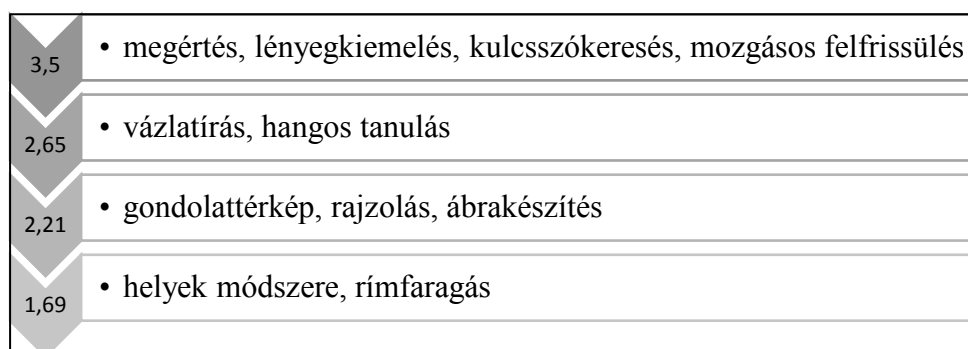 3,5
• megértés, lényegkiemelés, kulcsszókeresés, mozgásos felfrissülés
2,65
• vázlatírás, hangos tanulás
2,21
• gondolattérkép, rajzolás, ábrakészítés
1,69
• helyek módszere, rímfaragás